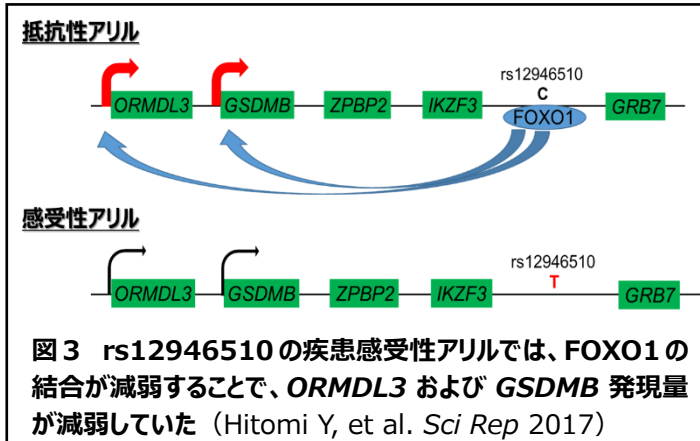 抵抗性アリル
rs12946510
C
ORMDL3 GSDMB ZPBP2 IKZF3 FOXO1 GRB7
感受性アリル
rs12946510
T
ORMDL3 GSDMB ZPBP2 IKZF3 GRB7
図3 rs12946510の疾患感受性アリルでは、FOXO1の
結合が減弱することで、ORMDL3 および GSDMB 発現量
が減弱していた（Hitomi Y, et al. Sci Rep 2017）